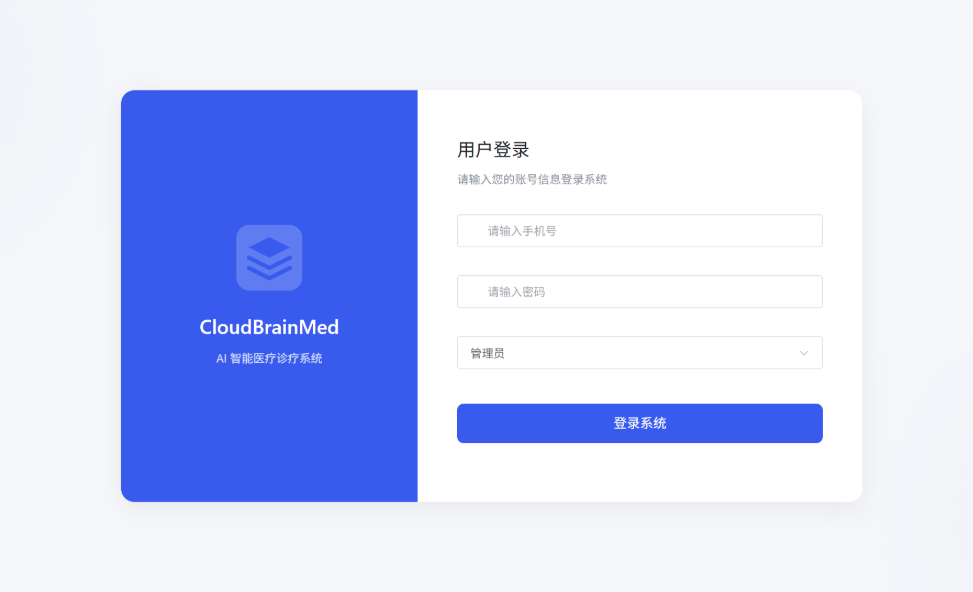 CloudBrainMed
AI 智能医疗诊疗系统
用户登录
请输入您的账号信息登录系统
请输入手机号
请输入密码
管理员
登录系统